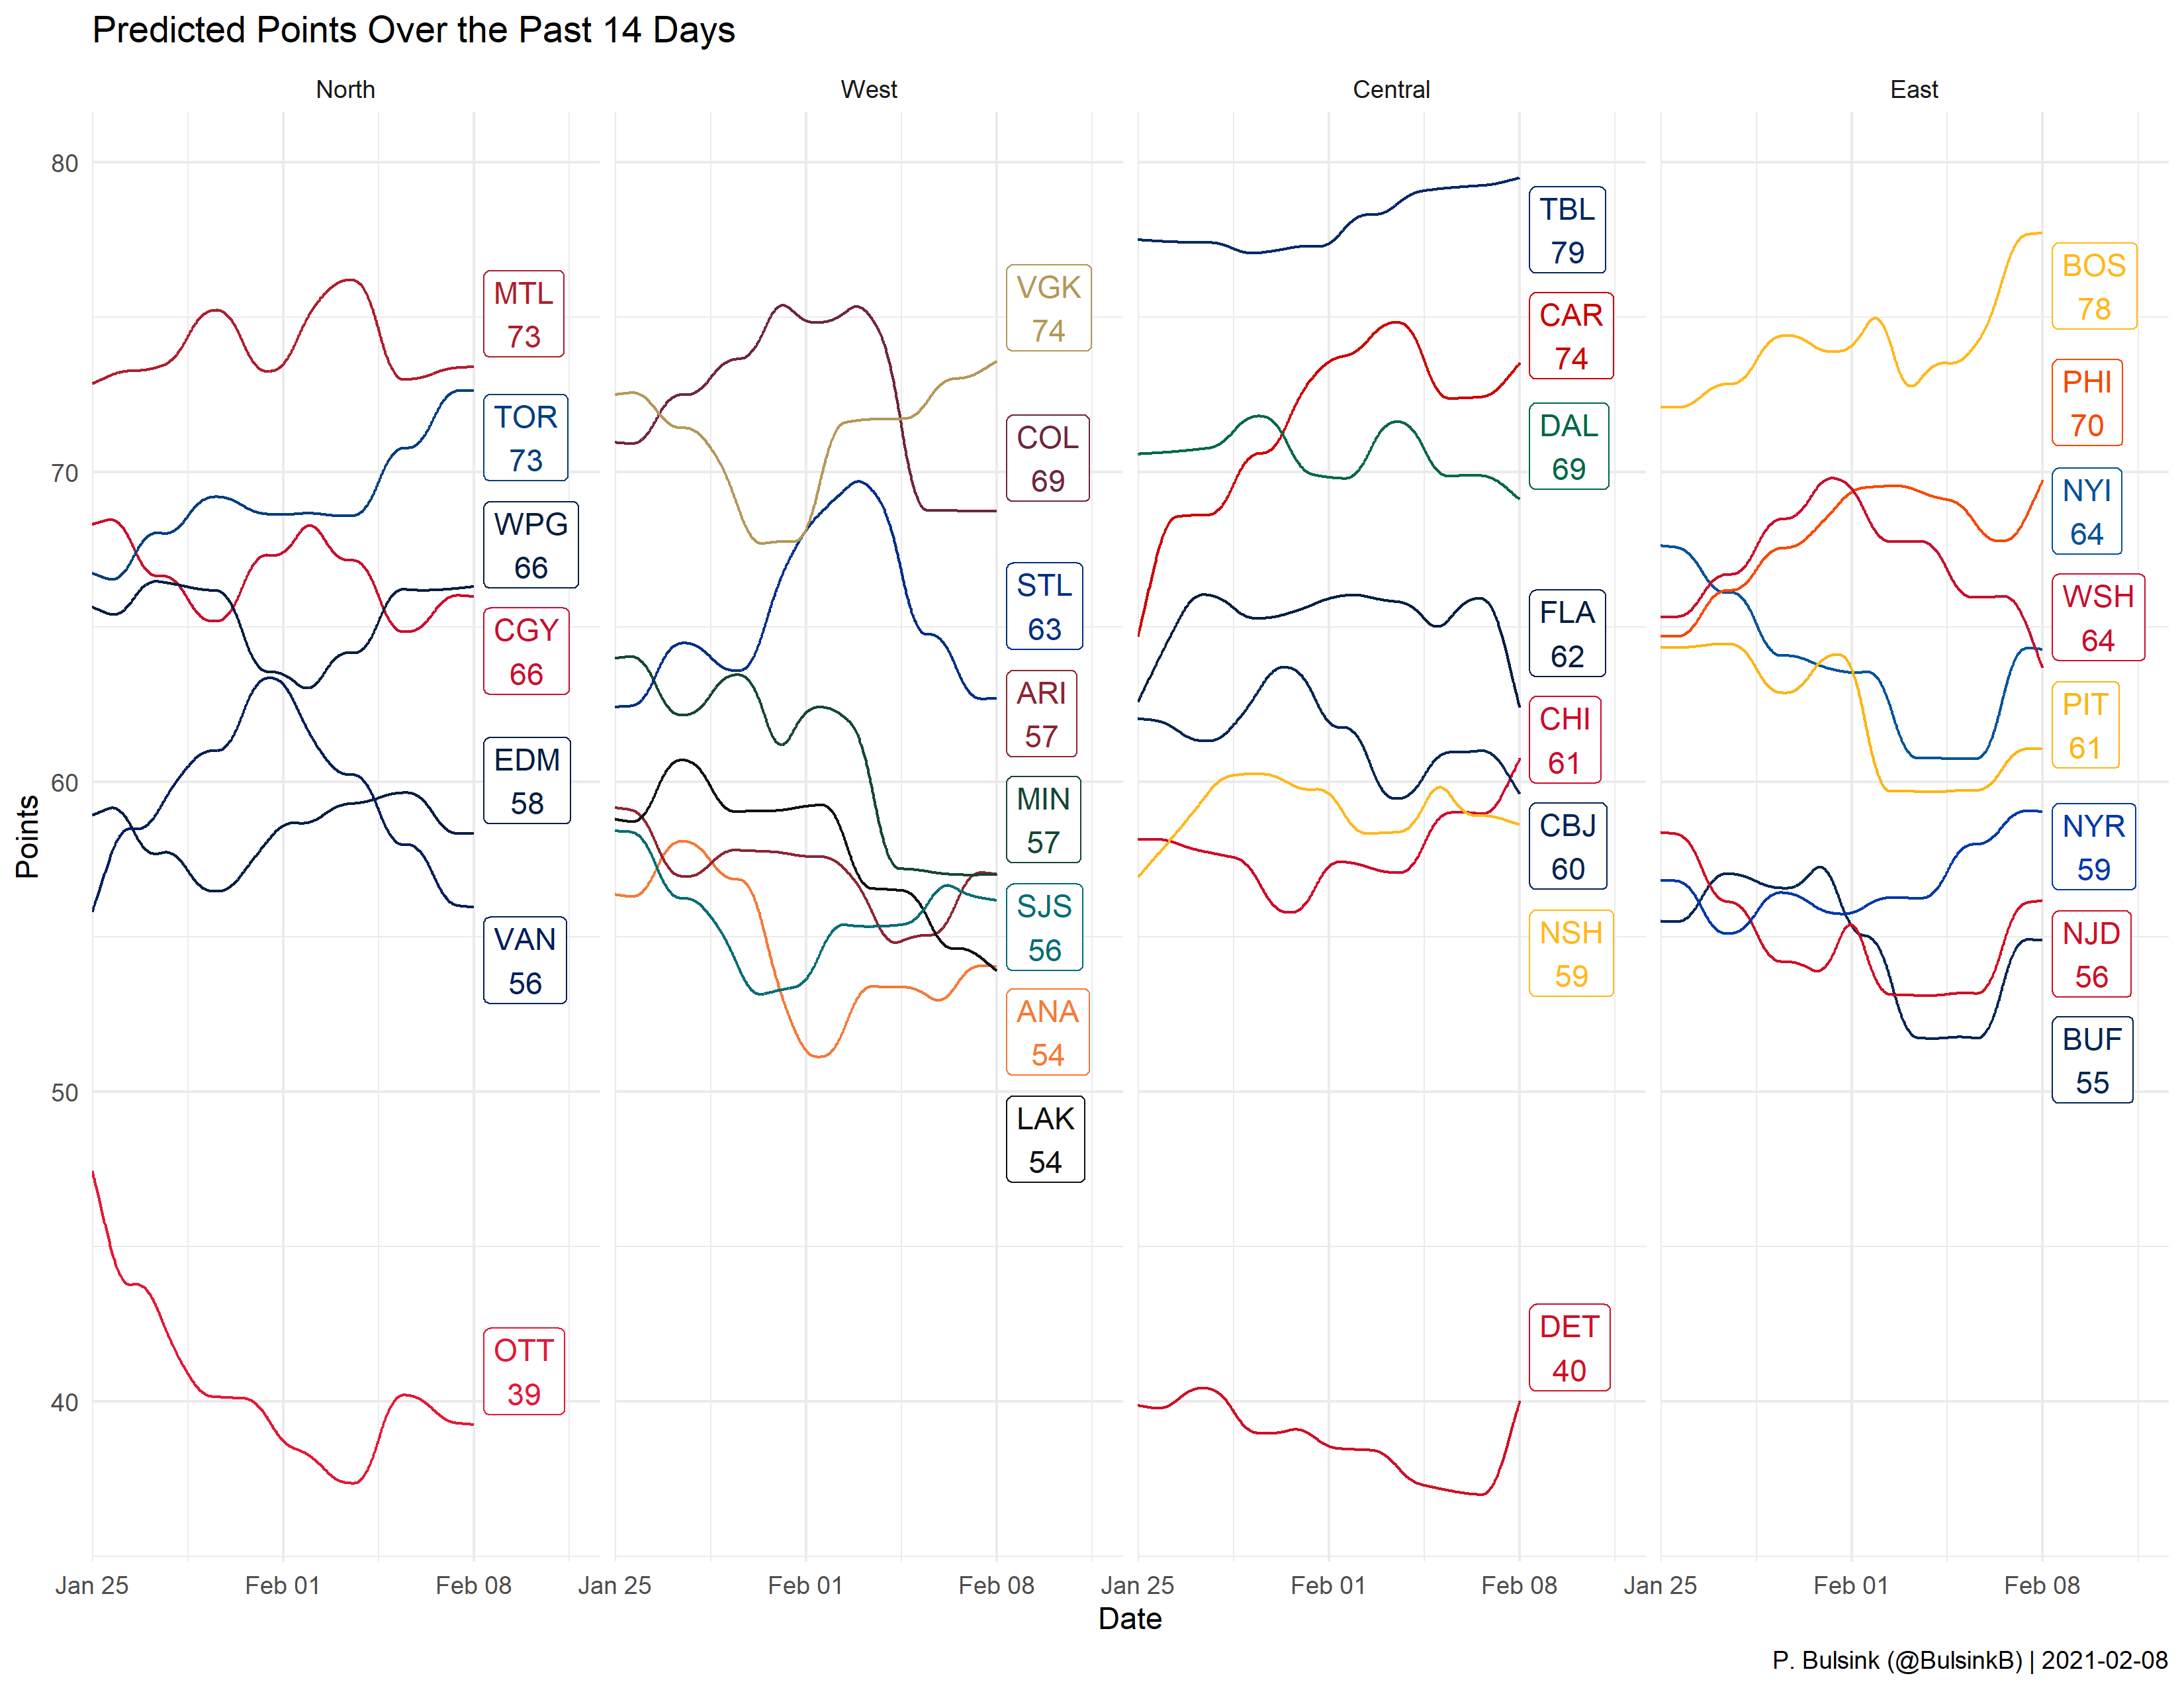 Predicted Points Over the Past 14 Days
North
West
Central
East
Points
80
70
60
50
40
MTL
73
TOR
73
WPG
66
CGY
66
EDM
58
VAN
56
OTT
39
VGK
74
COL
69
STL
63
ARI
57
MIN
57
SJS
56
ANA
54
LAK
54
TBL
79
CAR
74
DAL
69
FLA
62
CHI
61
CBJ
60
NSH
59
DET
40
BOS
78
PHI
70
NYI
64
WSH
64
PIT
61
NYR
59
NJD
56
BUF
55
Jan 25 Feb 01 Feb 08 Jan 25 Feb 01 Feb 08 Jan 25 Feb 01 Feb 08 Jan 25 Feb 01 Feb 08
Date
P. Bulsink (@BulsinkB) | 2021-02-08